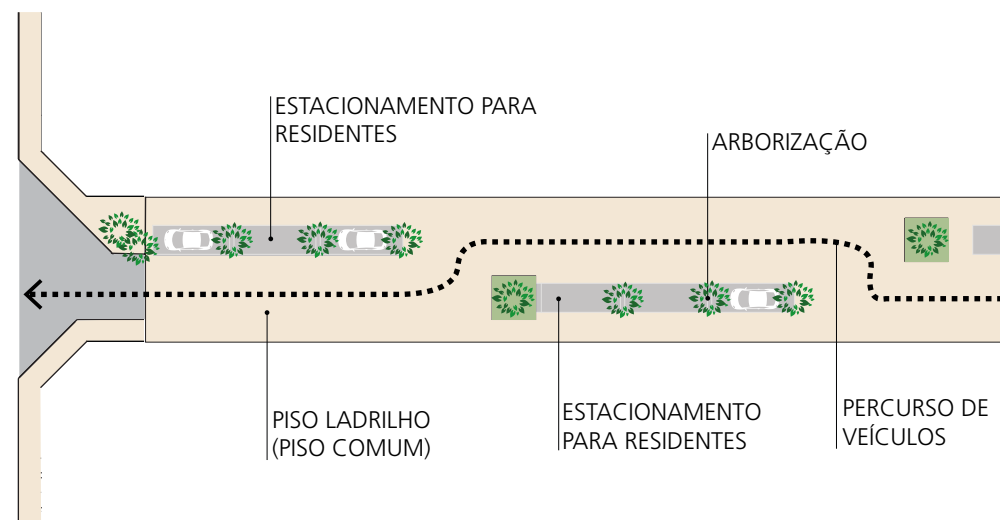 ESTACIONAMENTO PARA
RESIDENTES
ARBORIZAÇÃO
PISO LADRILHO
(PISO COMUM)
ESTACIONAMENTO
PARA RESIDENTES
PERCURSO DE
VEÍCULOS